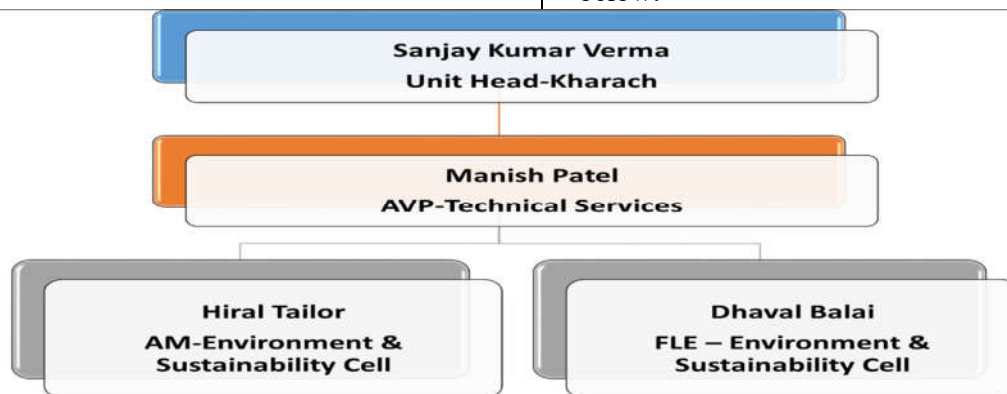 Sanjay Kumar Verma
Unit Head-Kharach
Manish Patel
AVP-Technical Services
Hiral Tailor
AM-Environment &
Sustainability Cell
Dhaval Balai
FLE – Environment &
Sustainability Cell